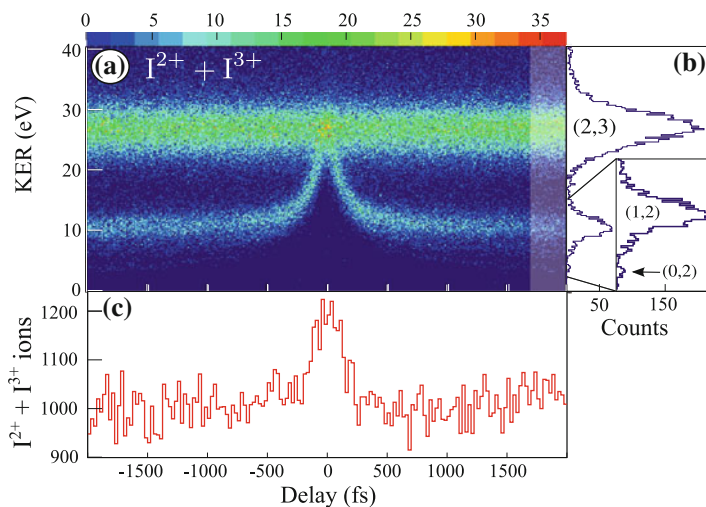 0 5 10 15 20 25 30 35
(a) I²⁺ + I³⁺
(b)
40
30
20
10
0
KER (eV)
(2,3)
(1,2)
(0,2)
50 150
Counts
(c)
1200
1100
1000
900
I²⁺ + I³⁺ ions
-1500 -1000 -500 0 500 1000 1500
Delay (fs)